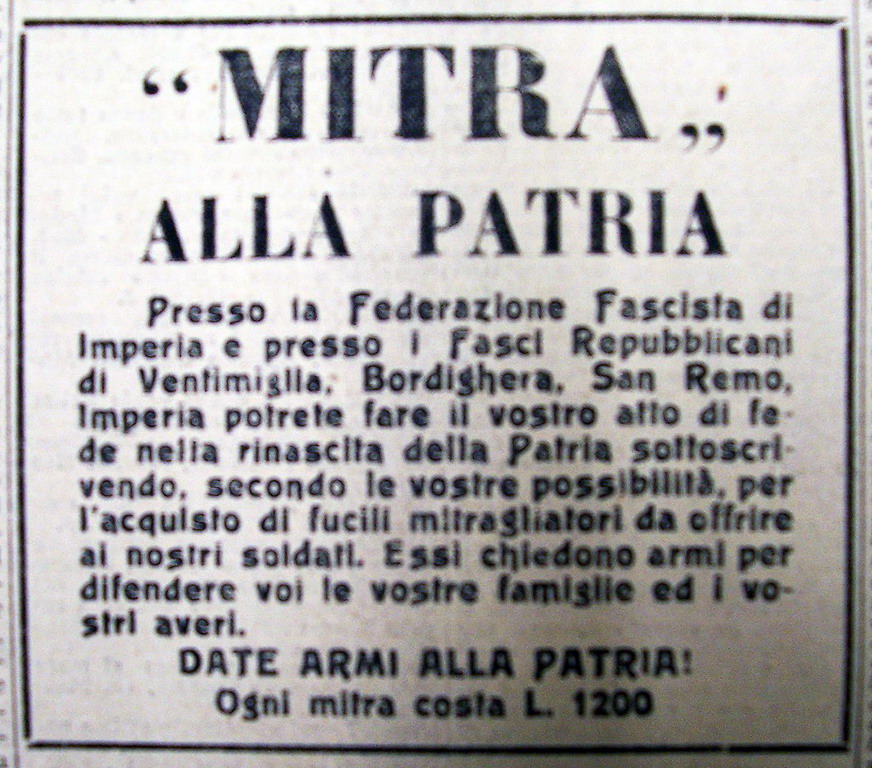 “MITRA„
ALLA PATRIA
Presso la Federazione Fascista di
Imperia e presso i Fasci Repubblicani
di Ventimiglia, Bordighera, San Remo,
Imperia potrete fare il vostro atto di fe-
de nella rinascita della Patria sottoscri-
vendo, secondo le vostre possibilità, per
l'acquisto di fucili mitragliatori da offrire
ai nostri soldati. Essi chiedono armi per
difendere voi le vostre famiglie ed i vo-
stri averi.
DATE ARMI ALLA PATRIA!
Ogni mitra costa L. 1200